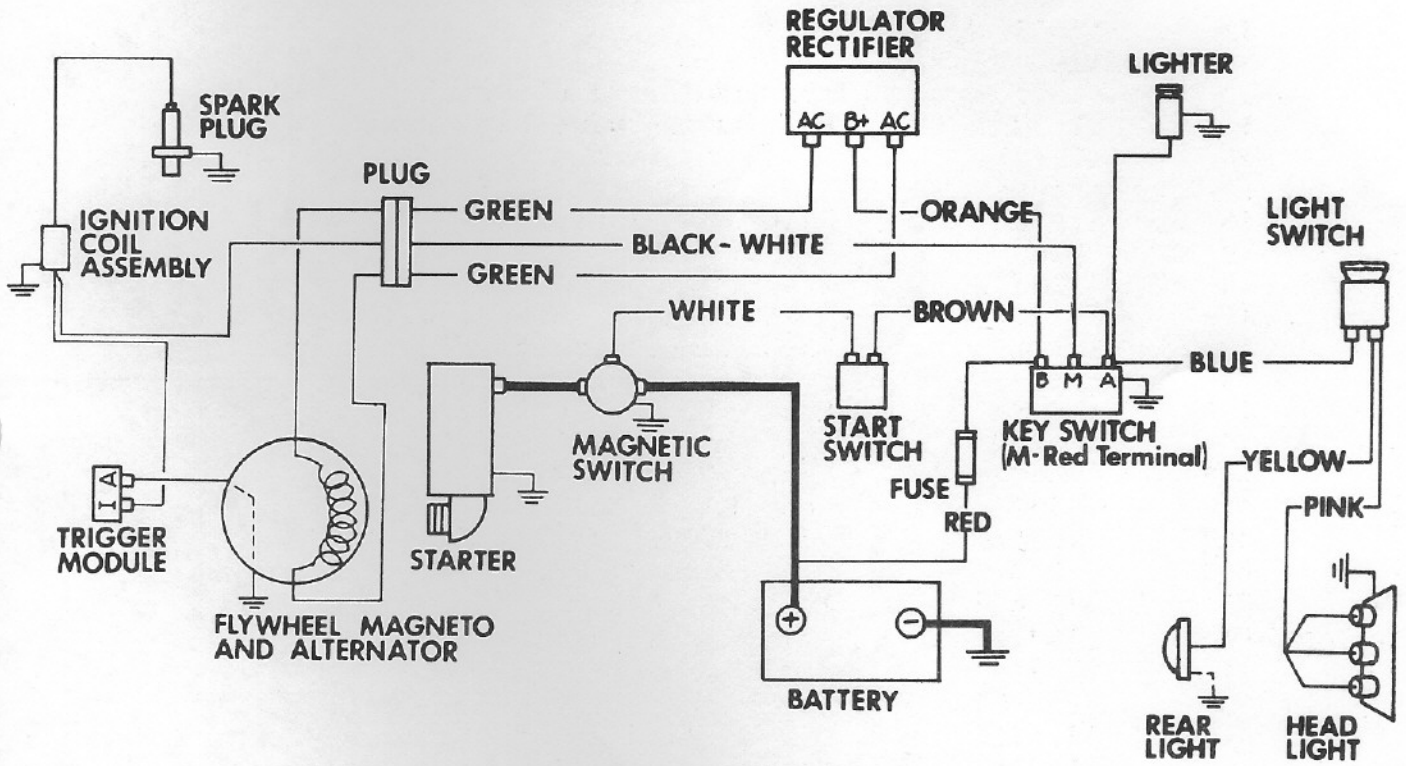 REGULATOR
RECTIFIER
AC B+ AC
LIGHTER
SPARK
PLUG
PLUG
IGNITION
COIL
ASSEMBLY
GREEN
ORANGE
LIGHT
SWITCH
BLACK-WHITE
GREEN
WHITE
BROWN
BLUE
B M A
START
SWITCH
KEY SWITCH
(M-Red Terminal)
MAGNETIC
SWITCH
FUSE
RED
YELLOW
PINK
I A
TRIGGER
MODULE
STARTER
FLYWHEEL MAGNETO
AND ALTERNATOR
+ −
BATTERY
REAR
LIGHT
HEAD
LIGHT